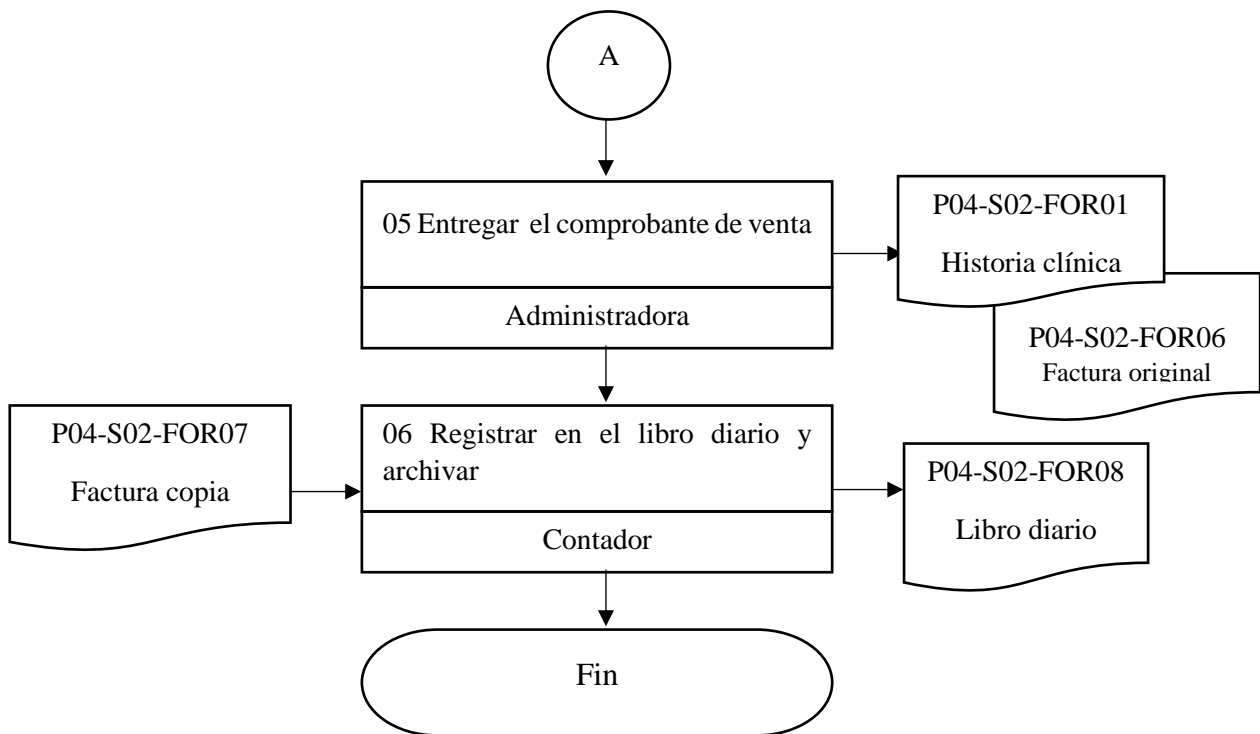 A
05 Entregar el comprobante de venta
Administradora
P04-S02-FOR01
Historia clínica
P04-S02-FOR06
Factura original
P04-S02-FOR07
Factura copia
06 Registrar en el libro diario y
archivar
Contador
P04-S02-FOR08
Libro diario
Fin